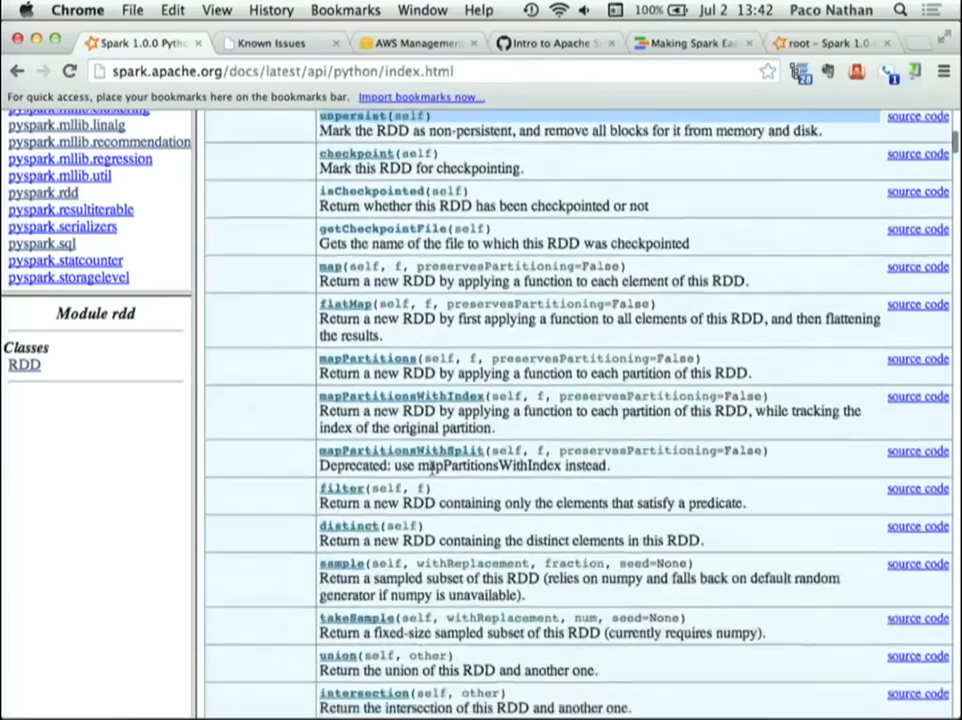 Chrome File Edit View History Bookmarks Window Help 100% Jul 2 13:42 Paco Nathan
Spark 1.0.0 Pytho Known Issues AWS Managemen Intro to Apache S Making Spark Ea root – Spark 1.0.
spark.apache.org/docs/latest/api/python/index.html
28 1
For quick access, place your bookmarks here on the bookmarks bar. Import bookmarks now...
pyspark.mllib.linalg
pyspark.mllib.recommendation
pyspark.mllib.regression
pyspark.mllib.util
pyspark.rdd
pyspark.resultiterable
pyspark.serializers
pyspark.sql
pyspark.statcounter
pyspark.storagelevel
Module rdd
Classes
RDD
unpersist(self) source code
Mark the RDD as non-persistent, and remove all blocks for it from memory and disk.
checkpoint(self) source code
Mark this RDD for checkpointing.
isCheckpointed(self) source code
Return whether this RDD has been checkpointed or not
getCheckpointFile(self) source code
Gets the name of the file to which this RDD was checkpointed
map(self, f, preservesPartitioning=False) source code
Return a new RDD by applying a function to each element of this RDD.
flatMap(self, f, preservesPartitioning=False) source code
Return a new RDD by first applying a function to all elements of this RDD, and then flattening
the results.
mapPartitions(self, f, preservesPartitioning=False) source code
Return a new RDD by applying a function to each partition of this RDD.
mapPartitionsWithIndex(self, f, preservesPartitioning=False) source code
Return a new RDD by applying a function to each partition of this RDD, while tracking the
index of the original partition.
mapPartitionsWithSplit(self, f, preservesPartitioning=False) source code
Deprecated: use mapPartitionsWithIndex instead.
filter(self, f) source code
Return a new RDD containing only the elements that satisfy a predicate.
distinct(self) source code
Return a new RDD containing the distinct elements in this RDD.
sample(self, withReplacement, fraction, seed=None) source code
Return a sampled subset of this RDD (relies on numpy and falls back on default random
generator if numpy is unavailable).
takeSample(self, withReplacement, num, seed=None) source code
Return a fixed-size sampled subset of this RDD (currently requires numpy).
union(self, other) source code
Return the union of this RDD and another one.
intersection(self, other) source code
Return the intersection of this RDD and another one.